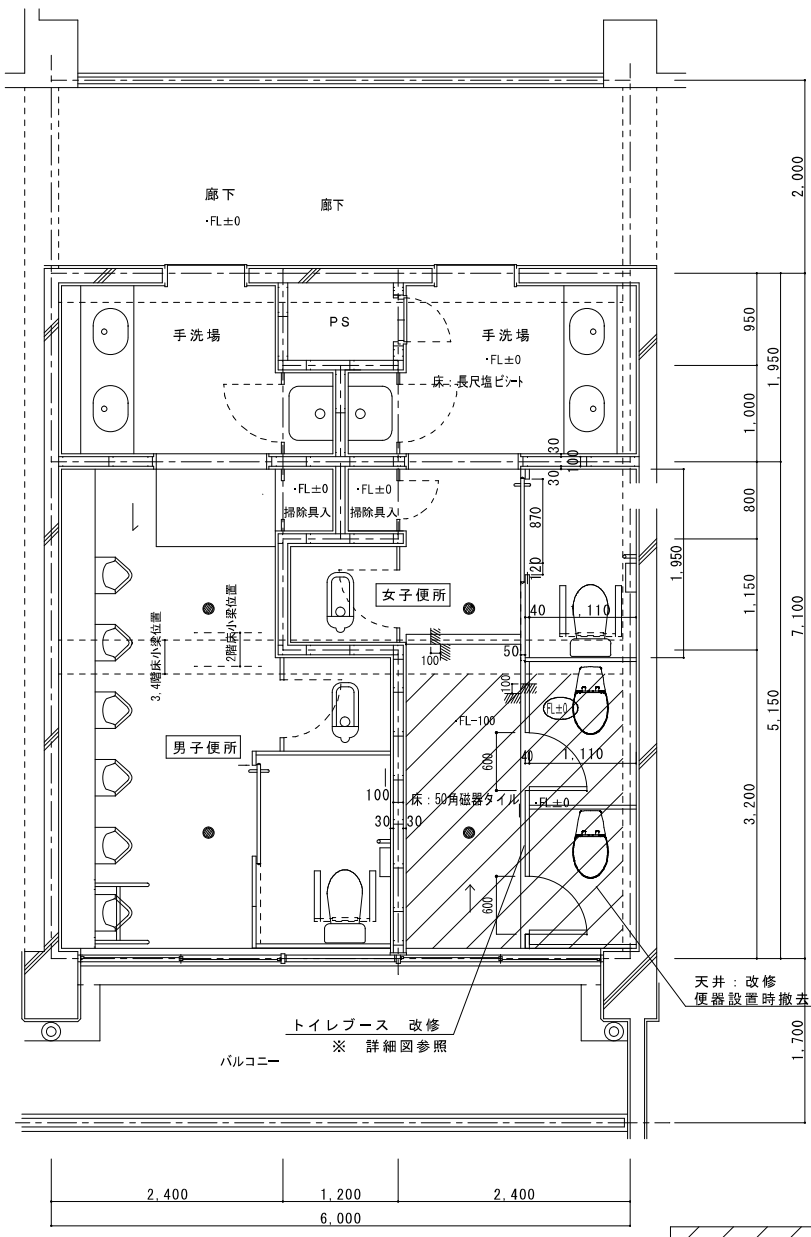 廊下
・FL±0
廊下
2,000
手洗場
PS
手洗場
・FL±0
床：長尺塩ビシート
950
1,950
1,000
30
100
30
・FL±0
掃除具入
・FL±0
掃除具入
870
120
800
1,950
1,150
7,100
女子便所
40
1,110
3,4階床小梁位置
2階床小梁位置
100
50
100
・FL-100
FL±0
5,150
男子便所
600
40
1,110
100
床：50角磁器タイル
・FL±0
30
30
3,200
600
天井：改修
便器設置時撤去
トイレブース 改修
※ 詳細図参照
1,700
バルコニー
2,400
1,200
2,400
6,000